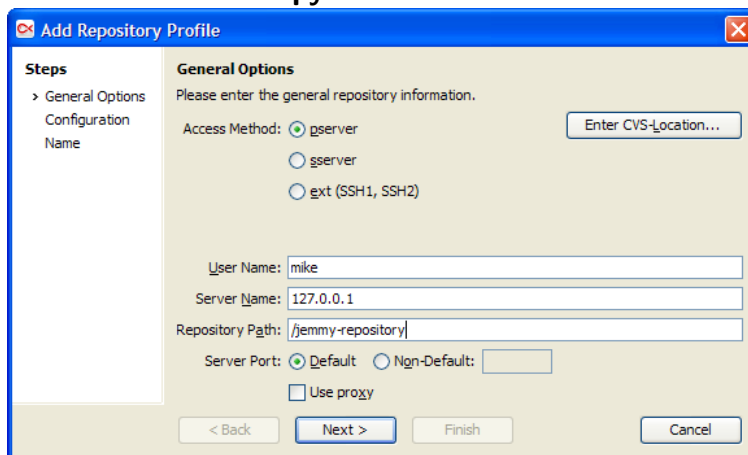 py
Add Repository Profile
Steps
> General Options
Configuration
Name
General Options
Please enter the general repository information.
Access Method: pserver
Enter CVS-Location...
sserver
ext (SSH1, SSH2)
User Name: mike
Server Name: 127.0.0.1
Repository Path: /jemmy-repository
Server Port: Default Non-Default:
Use proxy
< Back Next > Finish Cancel